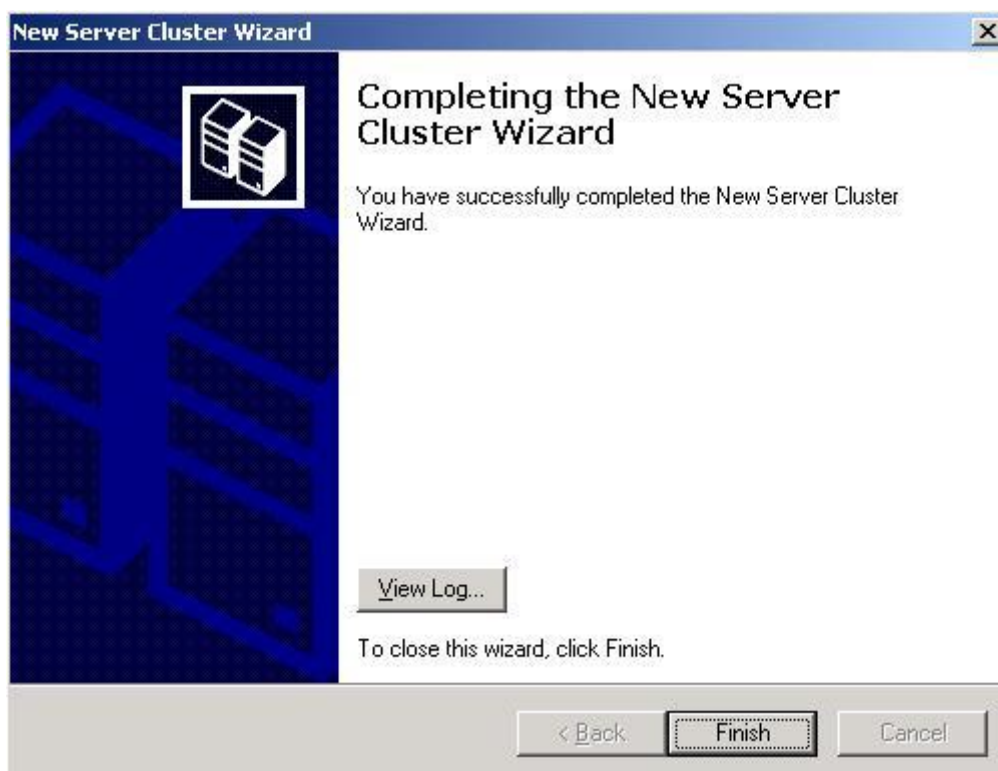 New Server Cluster Wizard
Completing the New Server
Cluster Wizard
You have successfully completed the New Server Cluster
Wizard.
View Log...
To close this wizard, click Finish.
< Back
Finish
Cancel